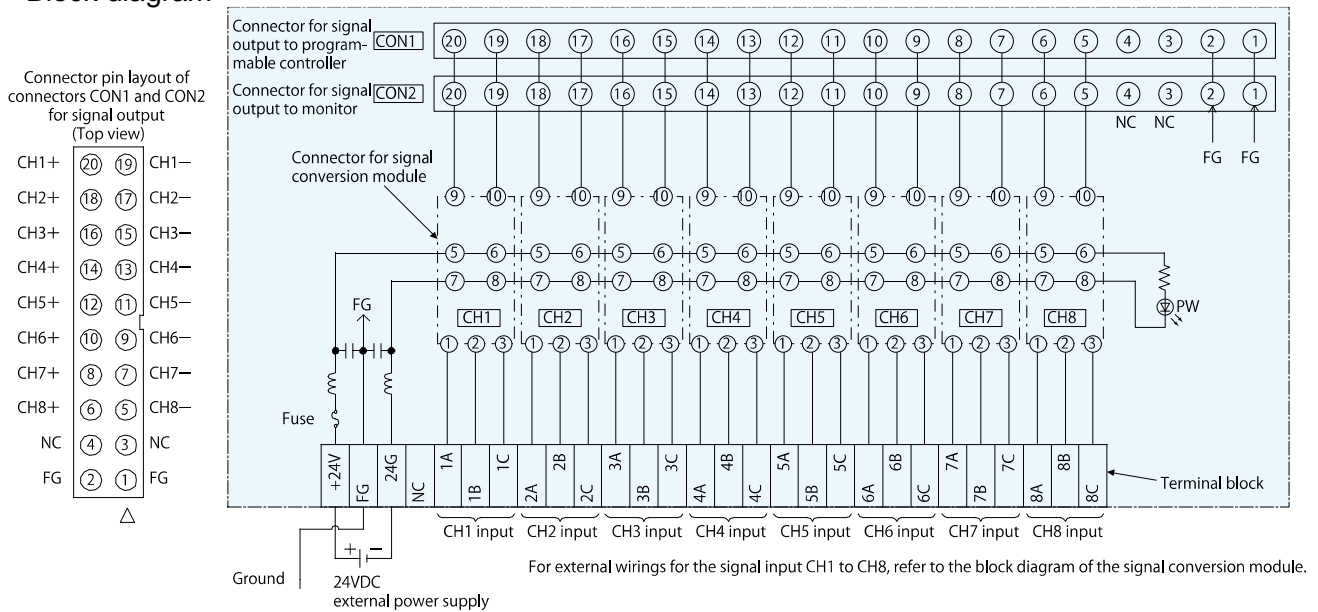 Block diagram
Connector for signal
output to program-
mable controller
CON1
⑳ ⑲ ⑱ ⑰ ⑯ ⑮ ⑭ ⑬ ⑫ ⑪ ⑩ ⑨ ⑧ ⑦ ⑥ ⑤ ④ ③ ② ①
Connector for signal
output to monitor
CON2
⑳ ⑲ ⑱ ⑰ ⑯ ⑮ ⑭ ⑬ ⑫ ⑪ ⑩ ⑨ ⑧ ⑦ ⑥ ⑤ ④ ③ ② ①
NC NC
FG FG
Connector pin layout of
connectors CON1 and CON2
for signal output
(Top view)
CH1+ ⑳ ⑲ CH1−
CH2+ ⑱ ⑰ CH2−
CH3+ ⑯ ⑮ CH3−
CH4+ ⑭ ⑬ CH4−
CH5+ ⑫ ⑪ CH5−
CH6+ ⑩ ⑨ CH6−
CH7+ ⑧ ⑦ CH7−
CH8+ ⑥ ⑤ CH8−
NC ④ ③ NC
FG ② ① FG
Connector for signal
conversion module
⑨ ⑩ ⑨ ⑩ ⑨ ⑩ ⑨ ⑩ ⑨ ⑩ ⑨ ⑩ ⑨ ⑩ ⑨ ⑩
⑤ ⑥ ⑤ ⑥ ⑤ ⑥ ⑤ ⑥ ⑤ ⑥ ⑤ ⑥ ⑤ ⑥ ⑤ ⑥
⑦ ⑧ ⑦ ⑧ ⑦ ⑧ ⑦ ⑧ ⑦ ⑧ ⑦ ⑧ ⑦ ⑧ ⑦ ⑧
PW
FG
CH1 CH2 CH3 CH4 CH5 CH6 CH7 CH8
① ② ③ ① ② ③ ① ② ③ ① ② ③ ① ② ③ ① ② ③ ① ② ③ ① ② ③
Fuse
+24V FG 24G NC 1A 1B 1C 2A 2B 2C 3A 3B 3C 4A 4B 4C 5A 5B 5C 6A 6B 6C 7A 7B 7C 8A 8B 8C
Terminal block
CH1 input CH2 input CH3 input CH4 input CH5 input CH6 input CH7 input CH8 input
+ −
Ground
24VDC
external power supply
For external wirings for the signal input CH1 to CH8, refer to the block diagram of the signal conversion module.